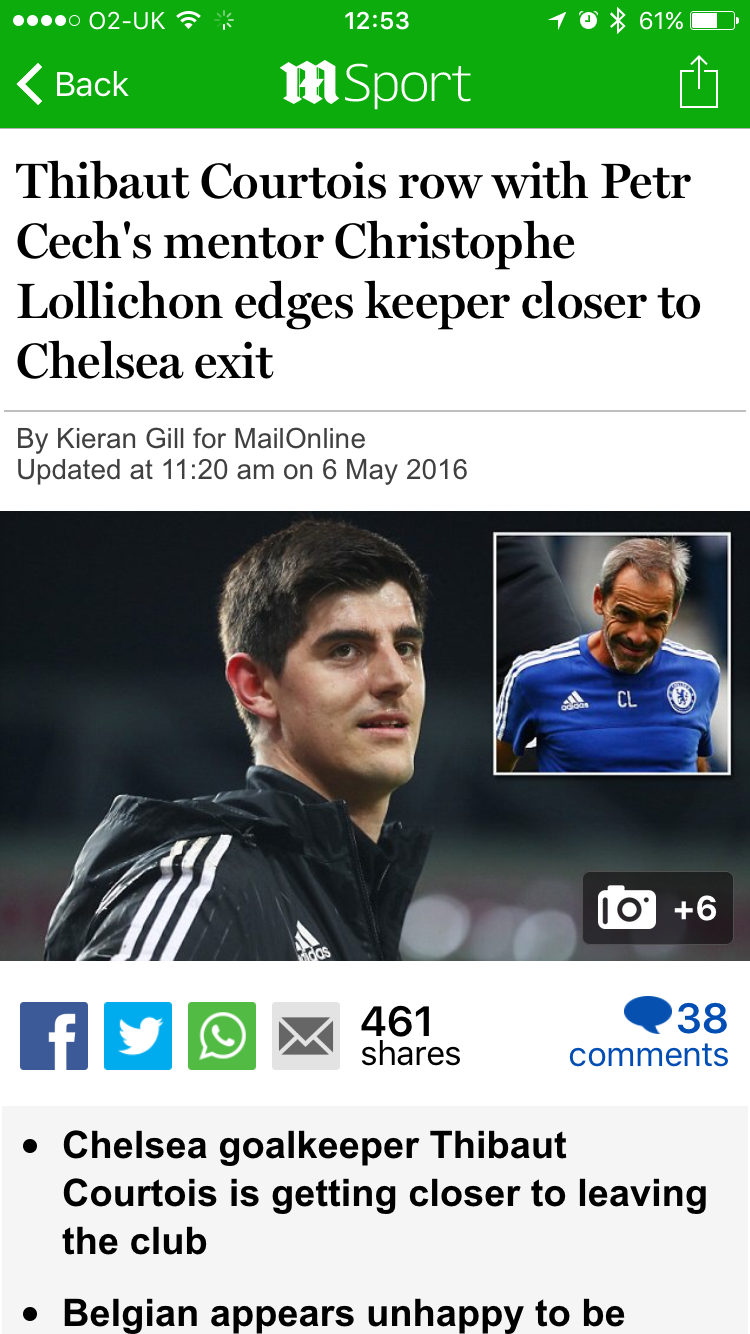 O2-UK 12:53 61%
Back M Sport
Thibaut Courtois row with Petr
Cech's mentor Christophe
Lollichon edges keeper closer to
Chelsea exit
By Kieran Gill for MailOnline
Updated at 11:20 am on 6 May 2016
adidas CL
adidas
+6
461
shares
38
comments
• Chelsea goalkeeper Thibaut
Courtois is getting closer to leaving
the club
• Belgian appears unhappy to be